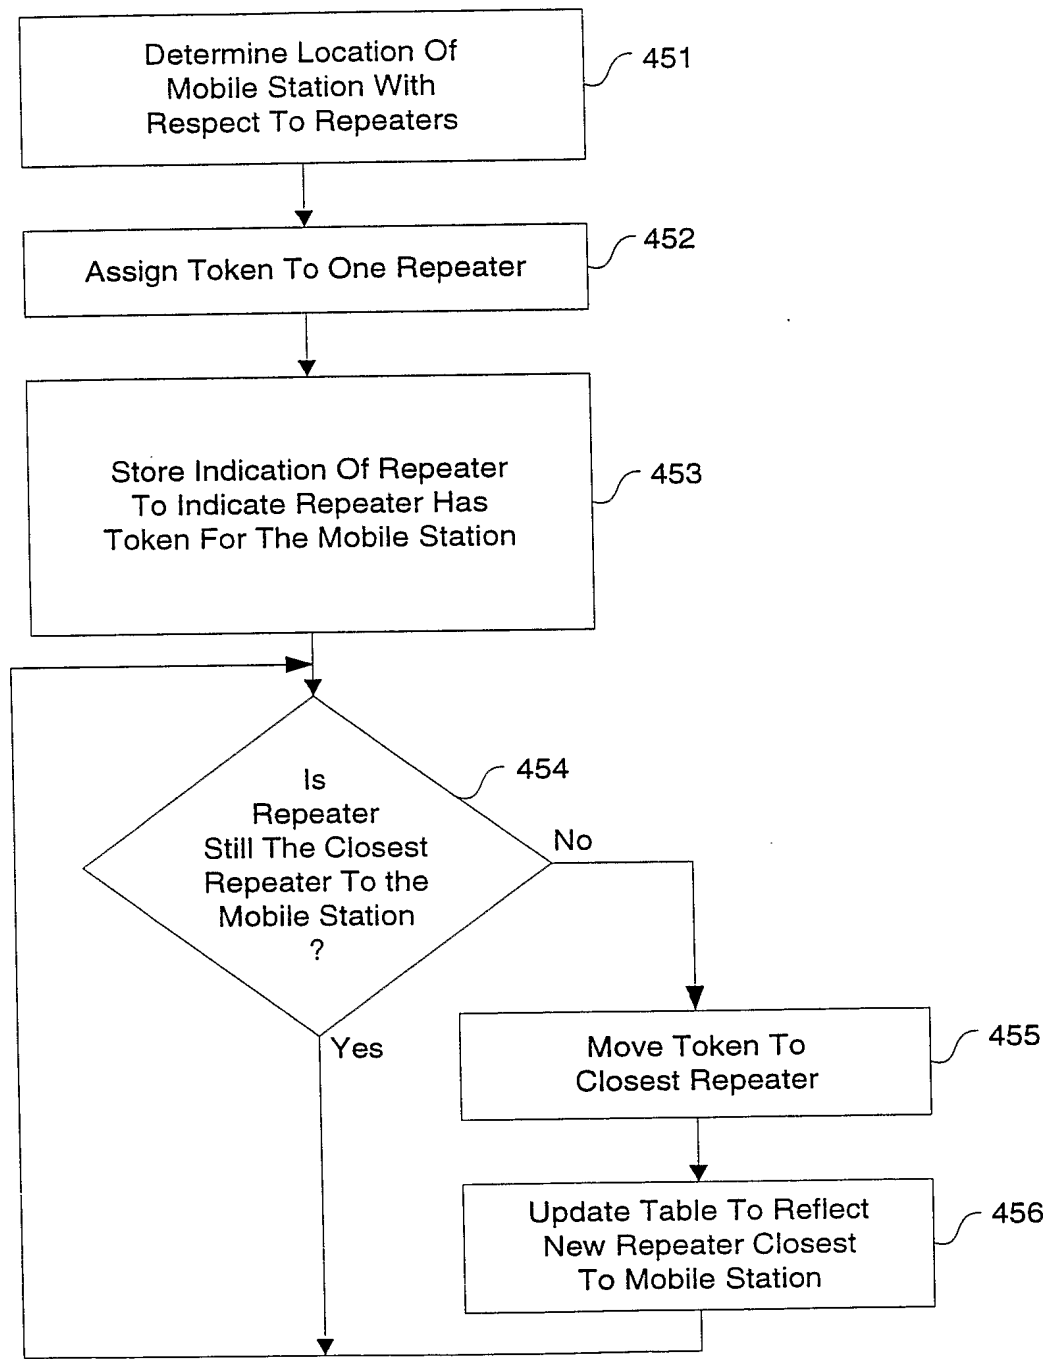 Determine Location Of
Mobile Station With
Respect To Repeaters
451
Assign Token To One Repeater
452
Store Indication Of Repeater
To Indicate Repeater Has
Token For The Mobile Station
453
Is
Repeater
Still The Closest
Repeater To the
Mobile Station
?
454
No
Yes
Move Token To
Closest Repeater
455
Update Table To Reflect
New Repeater Closest
To Mobile Station
456